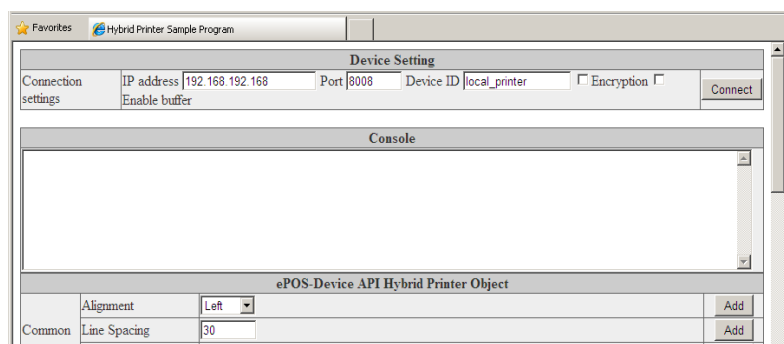 Favorites Hybrid Printer Sample Program
Device Setting
Connection settings IP address 192.168.192.168 Port 8008 Device ID local_printer Encryption
Enable buffer Connect
Console
ePOS-Device API Hybrid Printer Object
Alignment Left Add
Common Line Spacing 30 Add